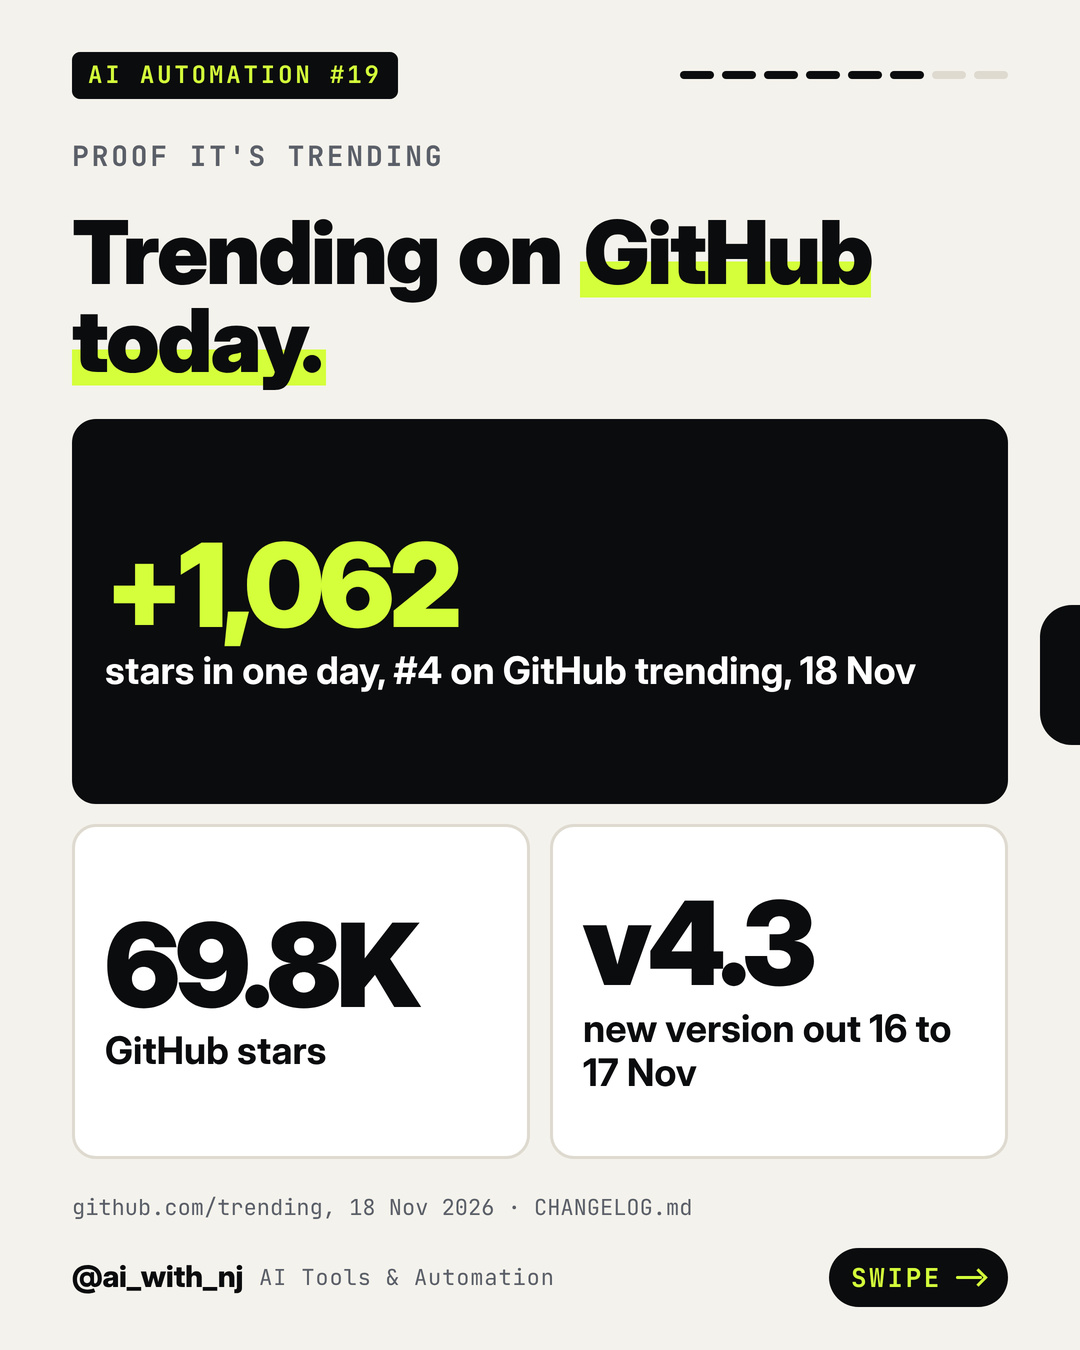 AI AUTOMATION #19
PROOF IT'S TRENDING
Trending on GitHub
today.
+1,062
stars in one day, #4 on GitHub trending, 18 Nov
69.8K
GitHub stars
v4.3
new version out 16 to
17 Nov
github.com/trending, 18 Nov 2026 · CHANGELOG.md
@ai_with_nj AI Tools & Automation
SWIPE →